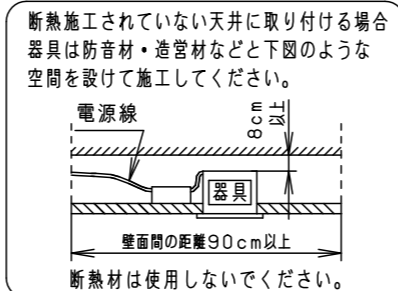 断熱施工されていない天井に取り付ける場合
器具は防音材・造営材などと下図のような
空間を設けて施工してください。
電源線
8cm
以上
器具
壁面間の距離90cm以上
断熱材は使用しないでください。